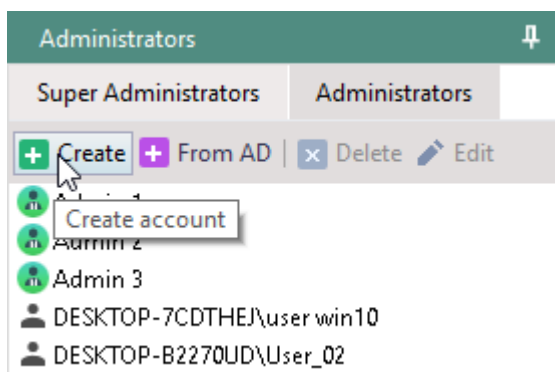 Administrators
Super Administrators Administrators
Create From AD Delete Edit
Create account
Admin 2
Admin 3
DESKTOP-7CDTHEJ\user win10
DESKTOP-B2270UD\User_02